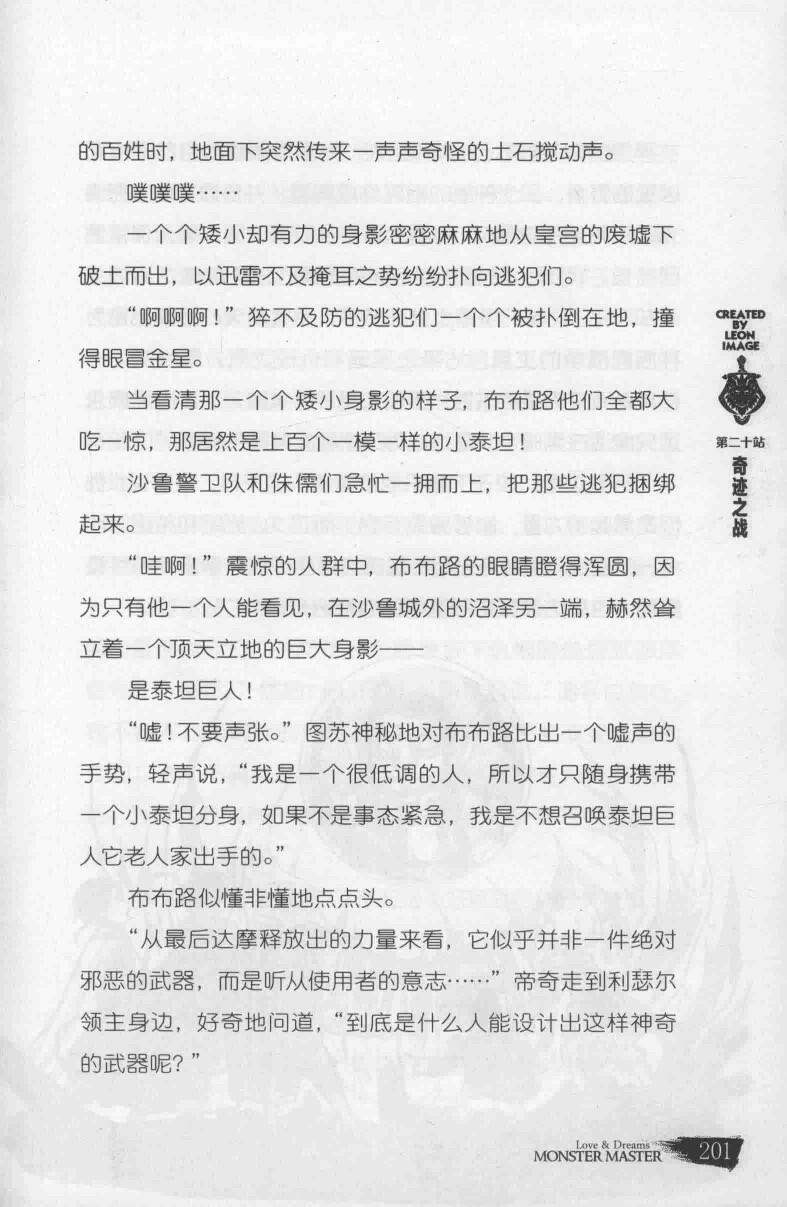 的百姓时，地面下突然传来一声声奇怪的土石搅动声。
噗噗噗……
一个个矮小却有力的身影密密麻麻地从皇宫的废墟下
破土而出，以迅雷不及掩耳之势纷纷扑向逃犯们。
“啊啊啊！”猝不及防的逃犯们一个个被扑倒在地，撞
得眼冒金星。
当看清那一个个矮小身影的样子，布布路他们全都大
吃一惊，那居然是上百个一模一样的小泰坦！
沙鲁警卫队和侏儒们急忙一拥而上，把那些逃犯捆绑
起来。
“哇啊！”震惊的人群中，布布路的眼睛瞪得浑圆，因
为只有他一个人能看见，在沙鲁城外的沼泽另一端，赫然耸
立着一个顶天立地的巨大身影——
是泰坦巨人！
“嘘！不要声张。”图苏神秘地对布布路比出一个嘘声的
手势，轻声说，“我是一个很低调的人，所以才只随身携带
一个小泰坦分身，如果不是事态紧急，我是不想召唤泰坦巨
人它老人家出手的。”
布布路似懂非懂地点点头。
“从最后达摩释放出的力量来看，它似乎并非一件绝对
邪恶的武器，而是听从使用者的意志……”帝奇走到利瑟尔
领主身边，好奇地问道，“到底是什么人能设计出这样神奇
的武器呢？”
CREATED
BY
LEON
IMAGE
第二十站
奇迹之战
Love & Dreams
MONSTER MASTER
201